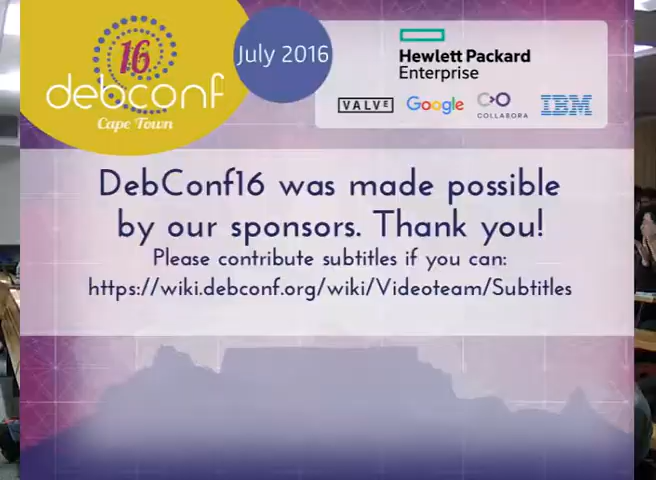 16
debconf
Cape Town
July 2016
Hewlett Packard
Enterprise
VALVE Google COLLABORA IBM
DebConf16 was made possible
by our sponsors. Thank you!
Please contribute subtitles if you can:
https://wiki.debconf.org/wiki/Videoteam/Subtitles